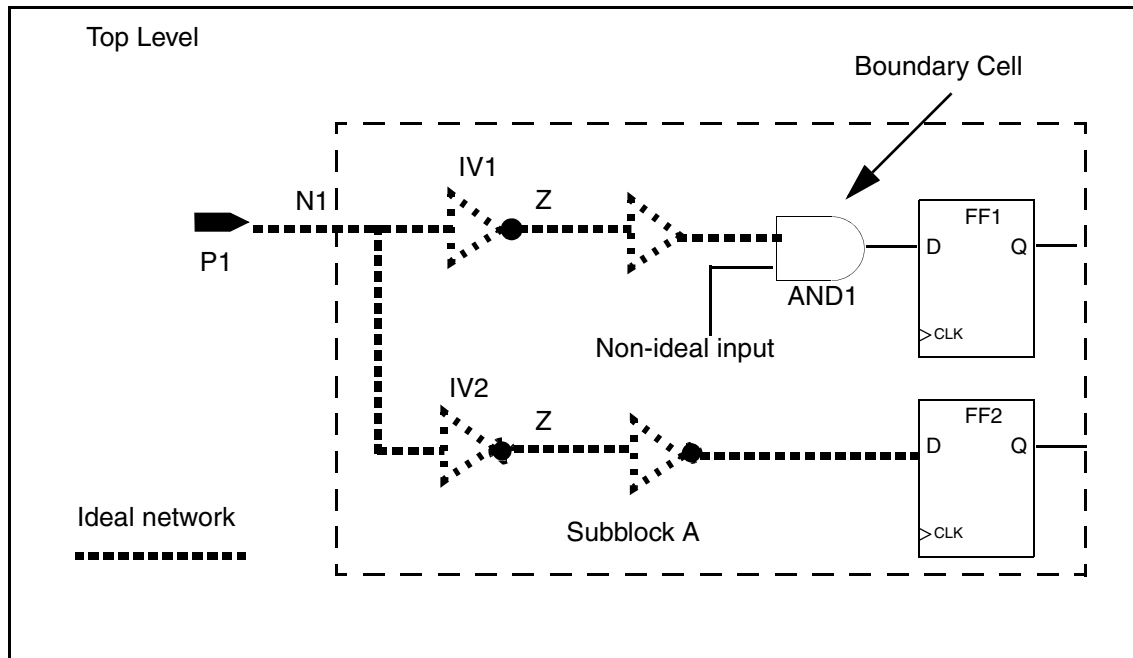 Top Level
Boundary Cell
IV1
Z
N1
P1
FF1
D
Q
AND1
CLK
Non-ideal input
IV2
Z
FF2
D
Q
Ideal network
Subblock A
CLK